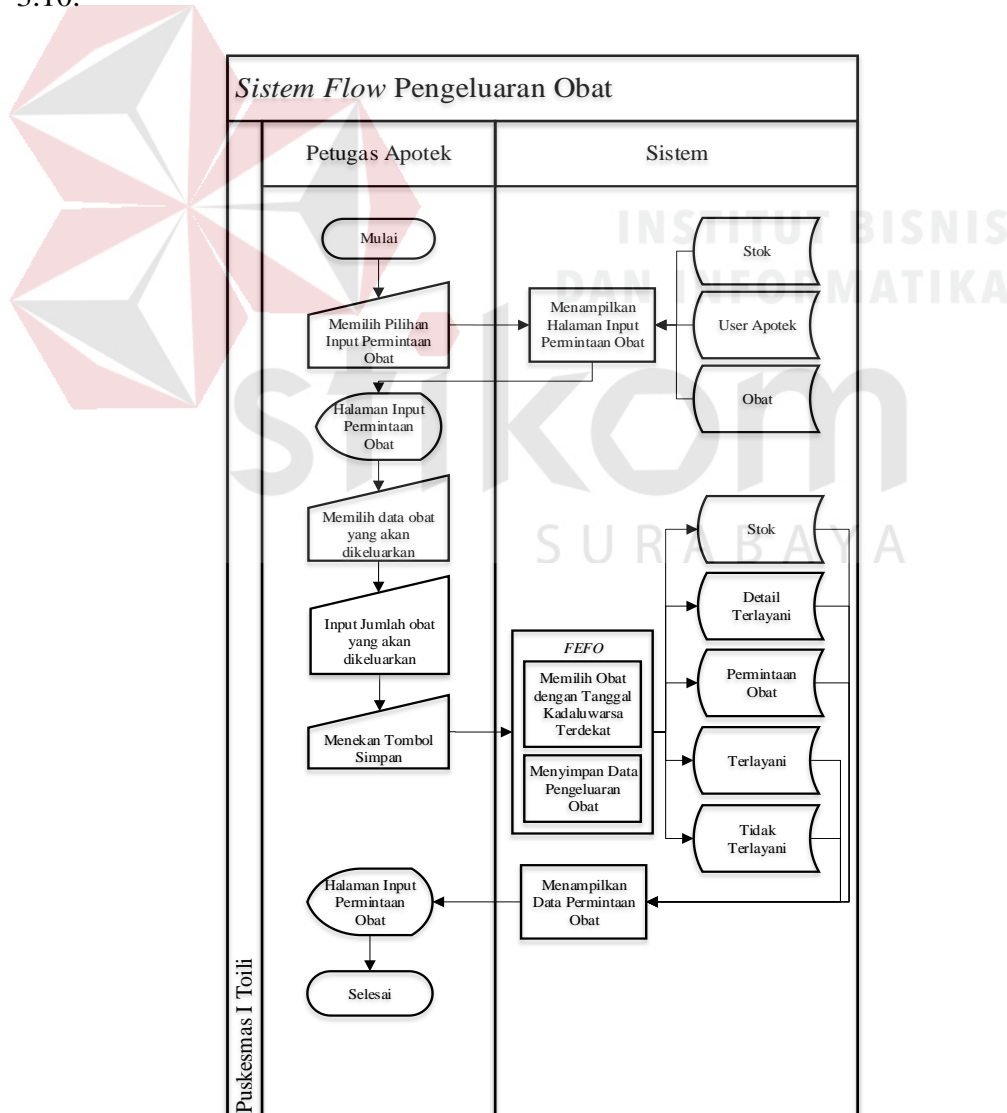 3.10.
Sistem Flow Pengeluaran Obat
Petugas Apotek
Sistem
Mulai
Memilih Pilihan
Input Permintaan
Obat
Menampilkan
Halaman Input
Permintaan Obat
Stok
User Apotek
Obat
Halaman Input
Permintaan
Obat
Memilih data obat
yang akan
dikeluarkan
Input Jumlah obat
yang akan
dikeluarkan
Menekan Tombol
Simpan
FEFO
Memilih Obat
dengan Tanggal
Kadaluwarsa
Terdekat
Menyimpan Data
Pengeluaran
Obat
Stok
Detail
Terlayani
Permintaan
Obat
Terlayani
Tidak
Terlayani
Menampilkan
Data Permintaan
Obat
Halaman Input
Permintaan
Obat
Selesai
Puskesmas I Toili
INSTITUT BISNIS
DAN INFORMATIKA
stikom
SURABAYA